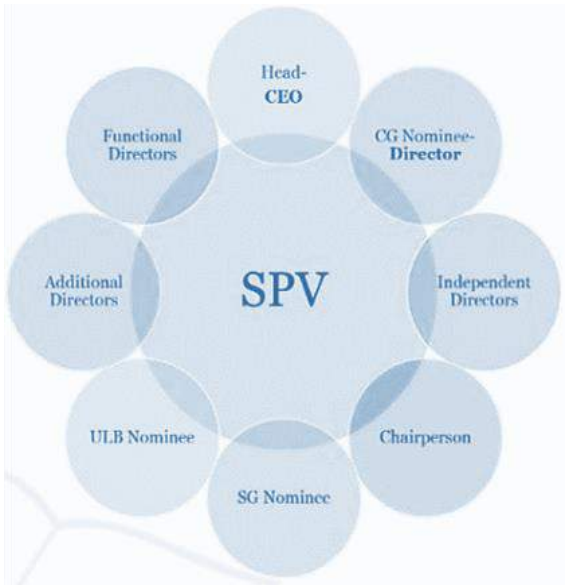 Head-
CEO
CG Nominee-
Director
Independent
Directors
Chairperson
SG Nominee
ULB Nominee
Additional
Directors
Functional
Directors
SPV